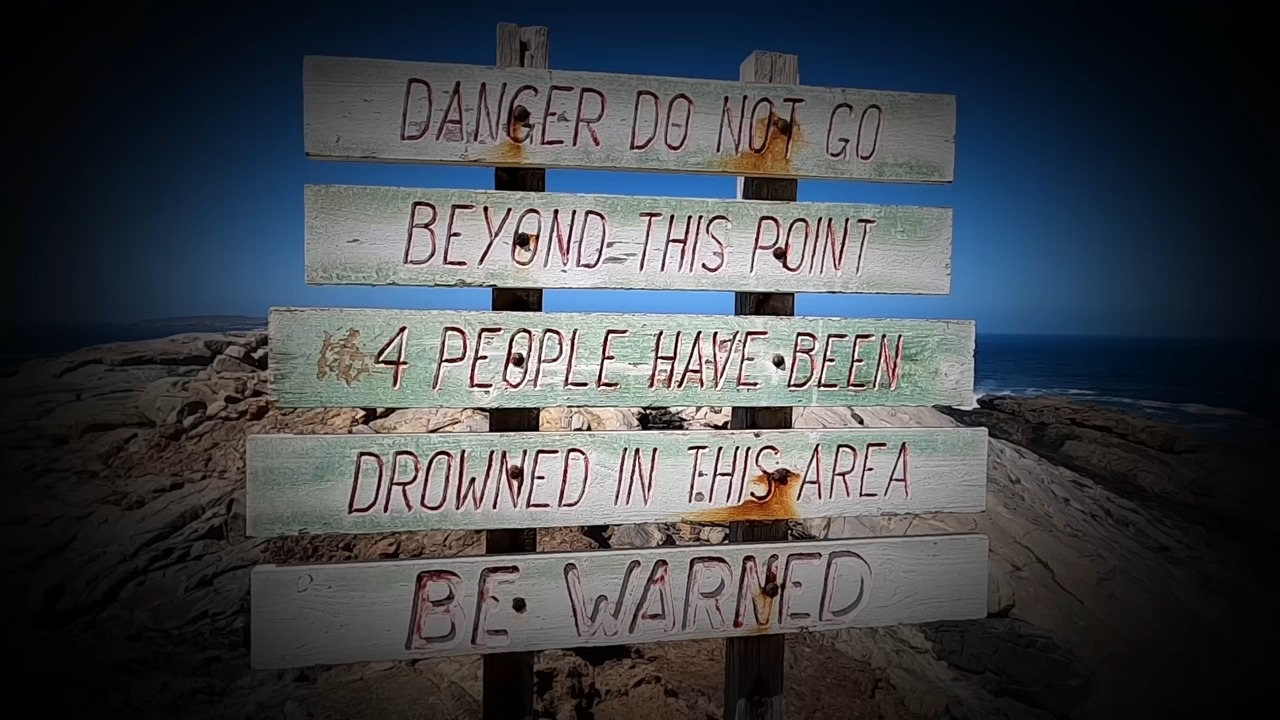 DANGER DO NOT GO
BEYOND THIS POINT
4 PEOPLE HAVE BEEN
DROWNED IN THIS AREA
BE WARNED